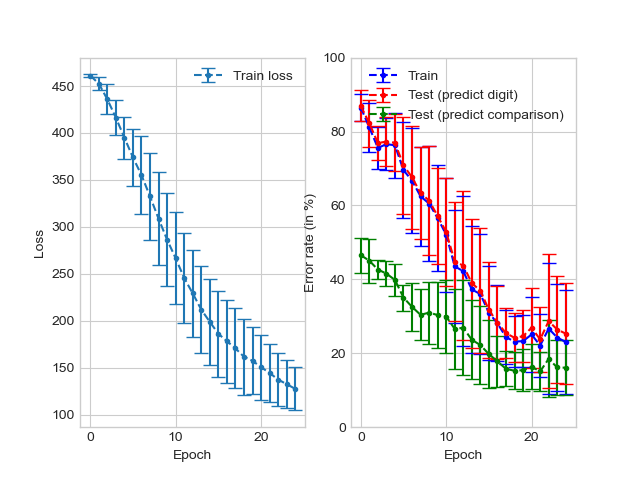 Train loss
450
400
350
300
250
200
150
100
0
10
20
Loss
Epoch
Train
Test (predict digit)
Test (predict comparison)
100
80
60
40
20
0
0
10
20
Error rate (in %)
Epoch